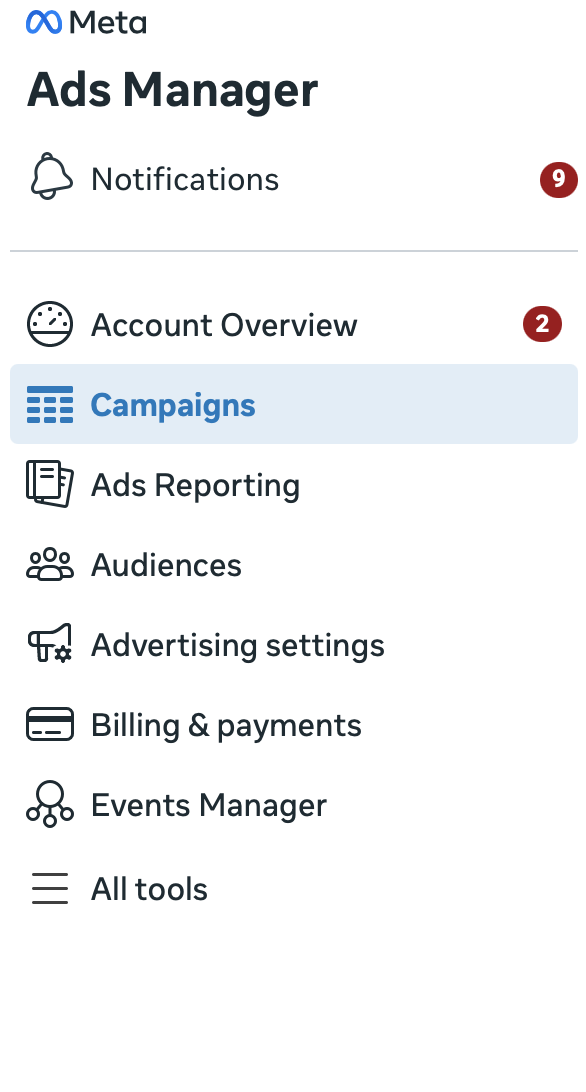 Meta
Ads Manager
Notifications 9
Account Overview 2
Campaigns
Ads Reporting
Audiences
Advertising settings
Billing & payments
Events Manager
All tools